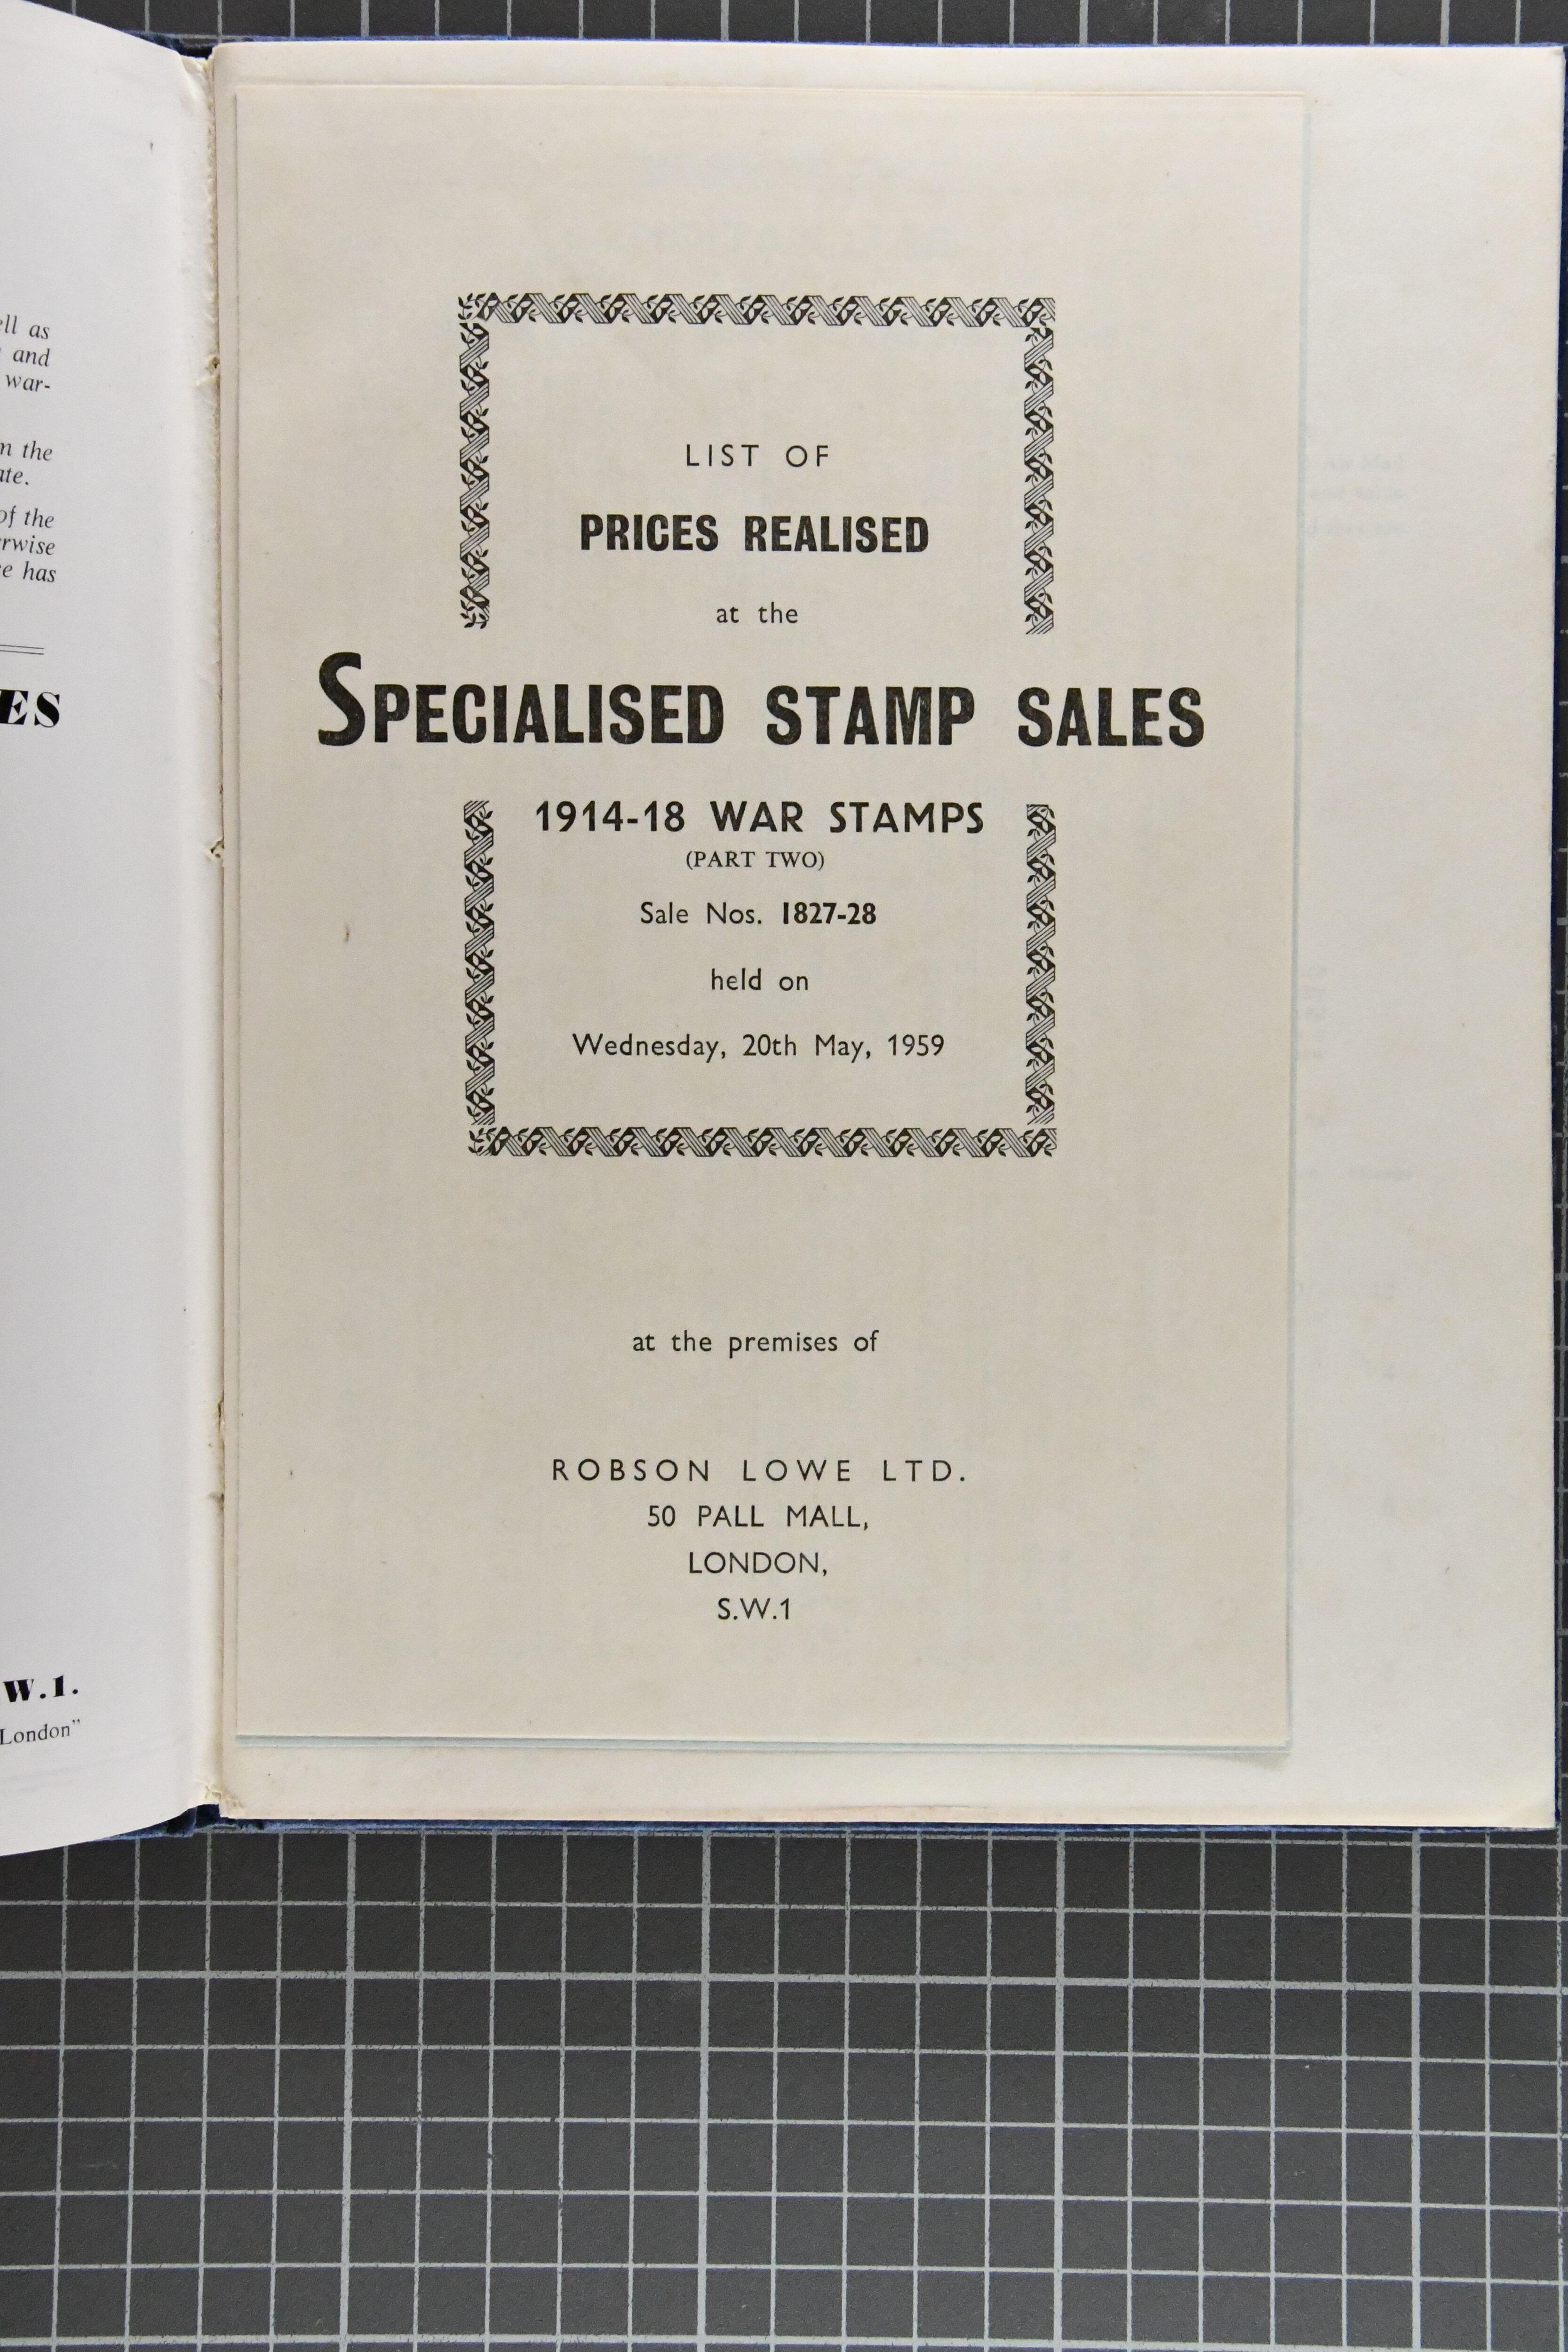 ell as
and
war-
n the
ate.
of the
rwise
e has
ES
W.1.
London"
LIST OF
PRICES REALISED
at the
SPECIALISED STAMP SALES
1914-18 WAR STAMPS
(PART TWO)
Sale Nos. 1827-28
held on
Wednesday, 20th May, 1959
at the premises of
ROBSON LOWE LTD.
50 PALL MALL,
LONDON,
S.W.1